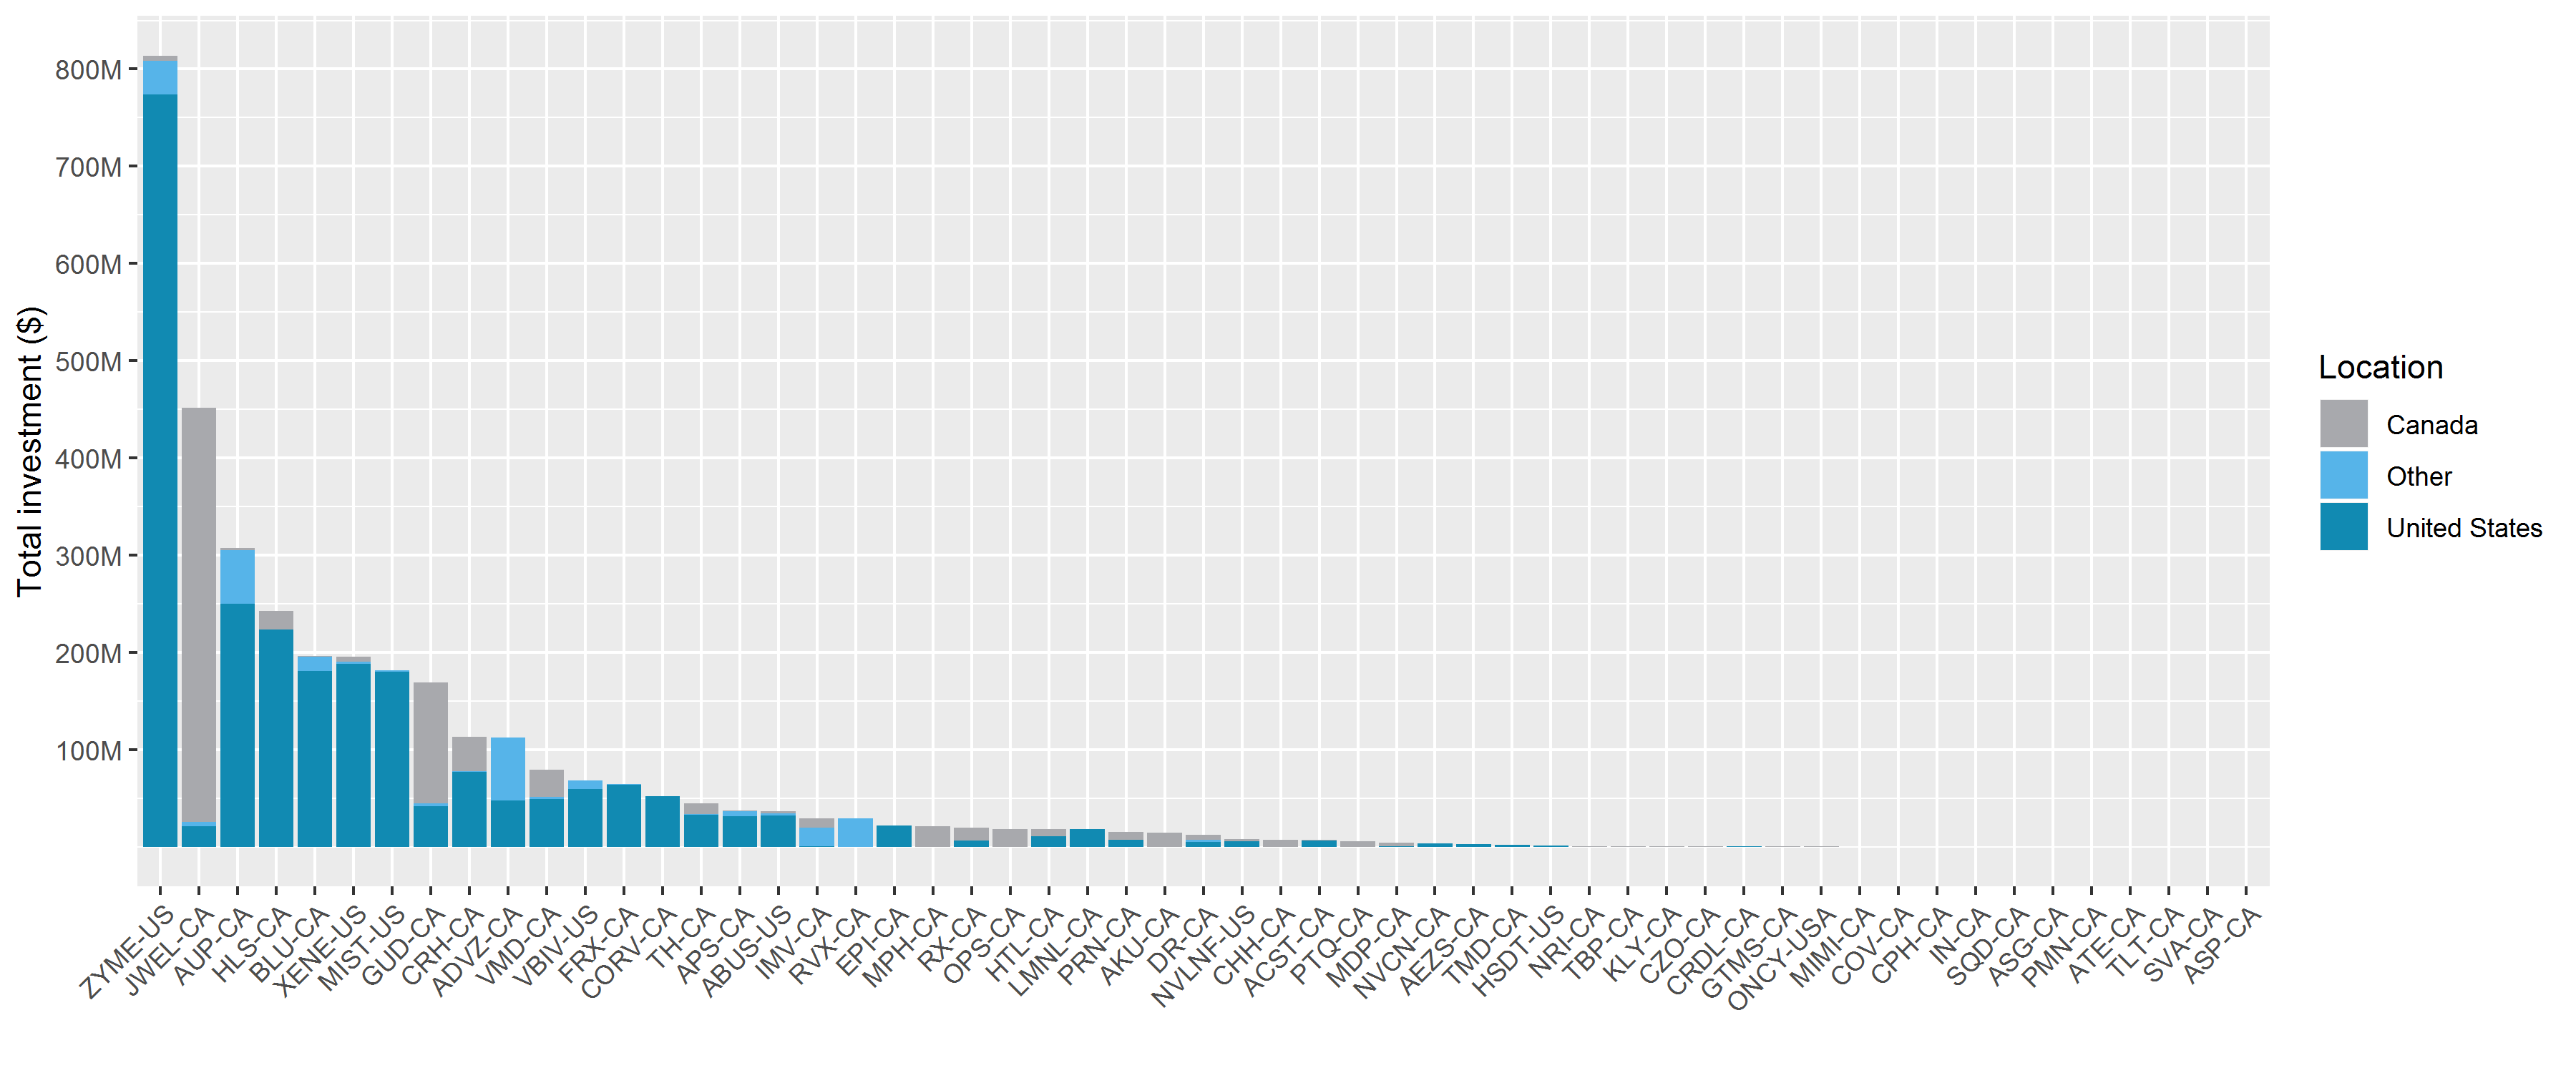 800M
700M
600M
500M
400M
300M
200M
100M
Total investment ($)
ZYME-US
JWEL-CA
AUP-CA
HLS-CA
BLU-CA
XENE-US
MIST-US
GUD-CA
CRH-CA
ADVZ-CA
VMD-CA
VBIV-US
FRX-CA
CORV-CA
TH-CA
APS-CA
ABUS-US
IMV-CA
RVX-CA
EPI-CA
MPH-CA
RX-CA
OPS-CA
HTL-CA
LMNL-CA
PRN-CA
AKU-CA
DR-CA
NVLNF-US
CHH-CA
ACST-CA
PTQ-CA
MDP-CA
NVCN-CA
AEZS-CA
TMD-CA
HSDT-US
NRI-CA
TBP-CA
KLY-CA
CZO-CA
CRDL-CA
GTMS-CA
ONCY-USA
MIMI-CA
COV-CA
CPH-CA
IN-CA
SQD-CA
ASG-CA
PMN-CA
ATE-CA
TLT-CA
SVA-CA
ASP-CA
Location
Canada
Other
United States